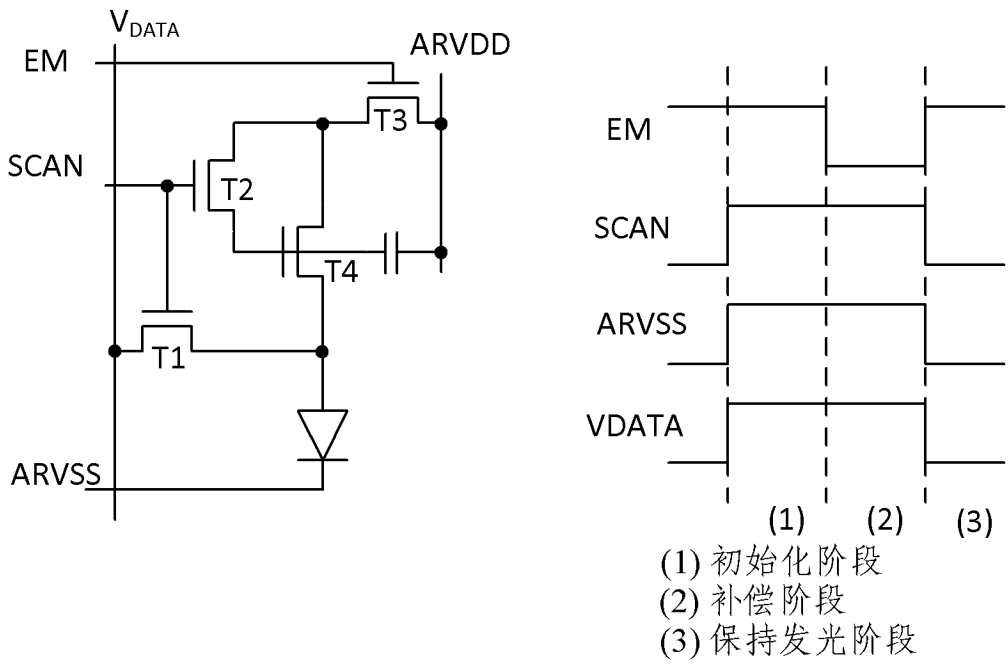 V_DATA
EM
ARVDD
T3
SCAN
T2
T4
T1
ARVSS
EM
SCAN
ARVSS
VDATA
(1) (2) (3)
(1) 初始化阶段
(2) 补偿阶段
(3) 保持发光阶段